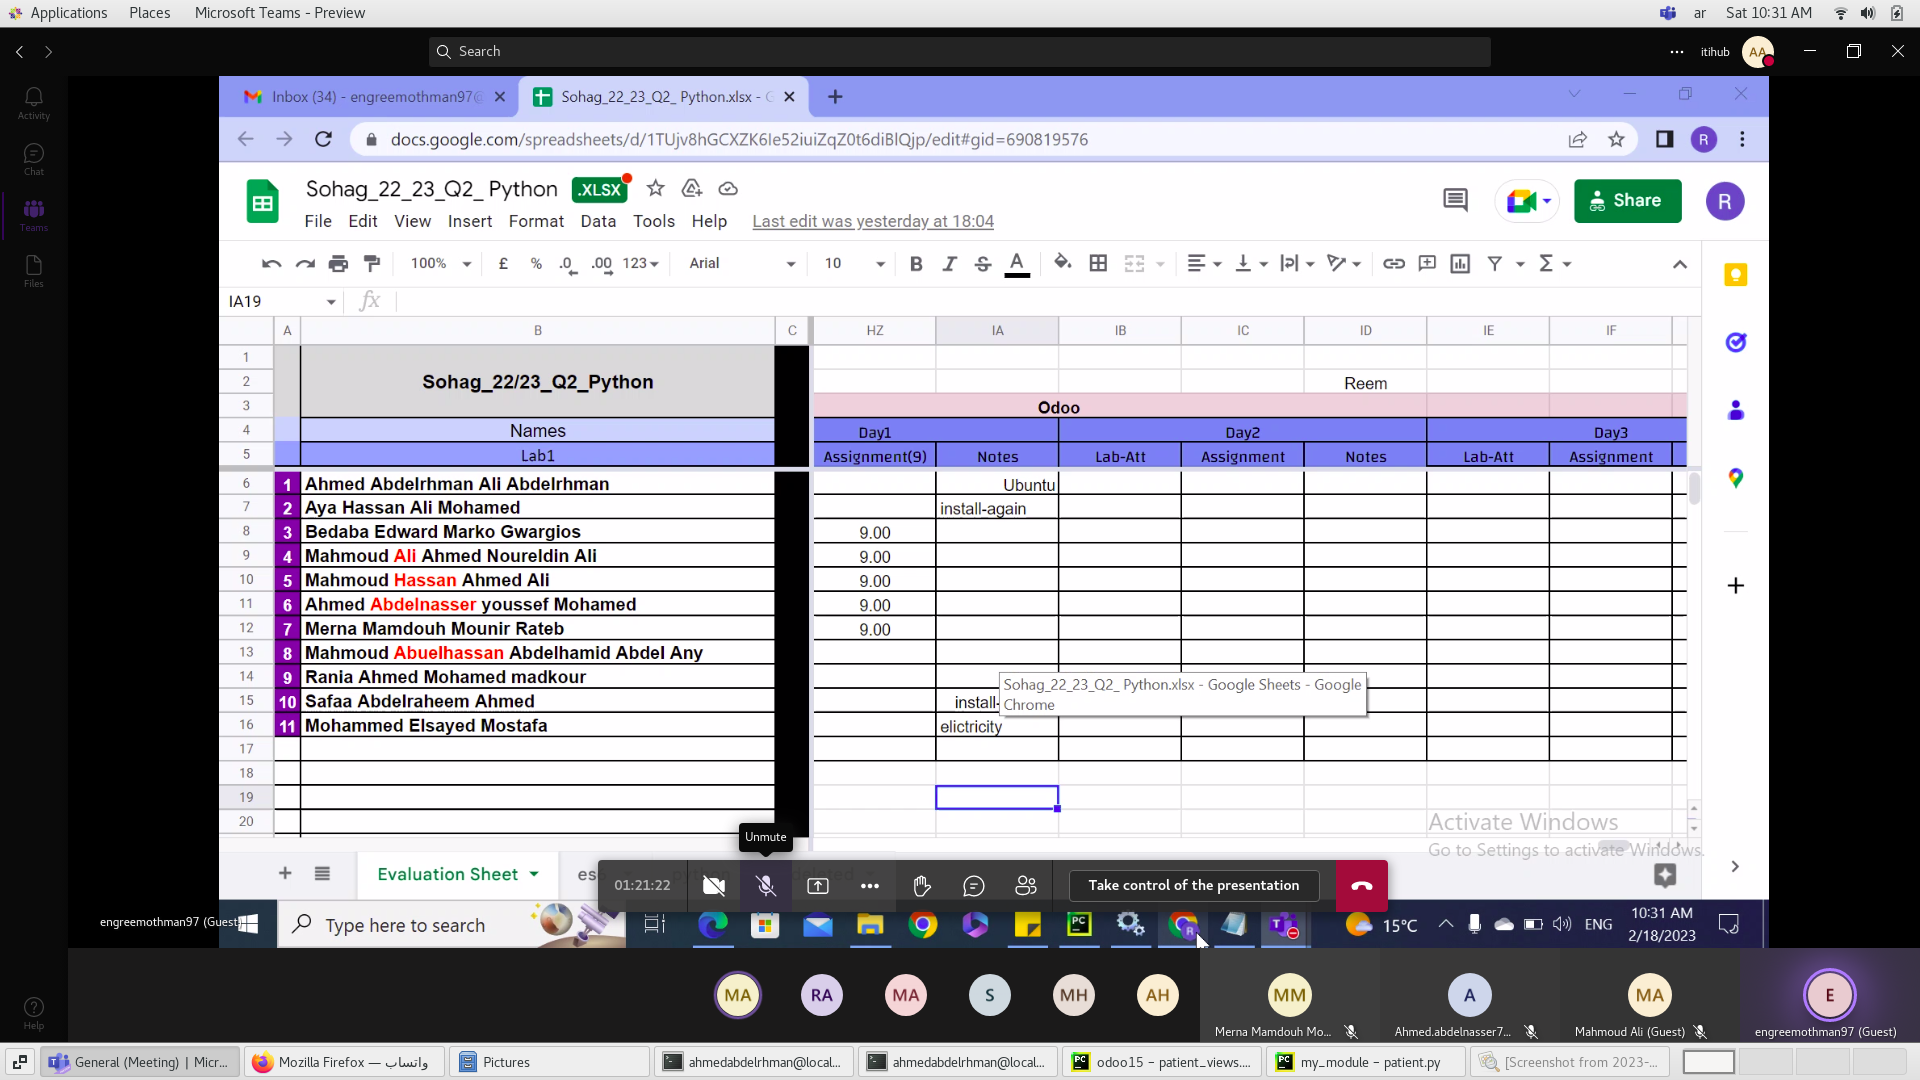 Applications Places Microsoft Teams - Preview ar Sat 10:31 AM
Search ... itihub AA
Activity
Chat
Teams
Files
Help
Inbox (34) - engreemothman97@ Sohag_22_23_Q2_ Python.xlsx - G
docs.google.com/spreadsheets/d/1TUjv8hGCXZK6Ie52iuiZqZ0t6diBlQjp/edit#gid=690819576 R
Sohag_22_23_Q2_ Python .XLSX Share R
File Edit View Insert Format Data Tools Help Last edit was yesterday at 18:04
100% £ % .0 .00 123 Arial 10 B I S A
IA19 fx
A B C HZ IA IB IC ID IE IF
1
2 Sohag_22/23_Q2_Python Reem
3 Odoo
4 Names Day1 Day2 Day3
5 Lab1 Assignment(9) Notes Lab-Att Assignment Notes Lab-Att Assignment
6 1 Ahmed Abdelrhman Ali Abdelrhman Ubuntu
7 2 Aya Hassan Ali Mohamed install-again
8 3 Bedaba Edward Marko Gwargios 9.00
9 4 Mahmoud Ali Ahmed Noureldin Ali 9.00
10 5 Mahmoud Hassan Ahmed Ali 9.00
11 6 Ahmed Abdelnasser youssef Mohamed 9.00
12 7 Merna Mamdouh Mounir Rateb 9.00
13 8 Mahmoud Abuelhassan Abdelhamid Abdel Any
14 9 Rania Ahmed Mohamed madkour
15 10 Safaa Abdelraheem Ahmed install-
16 11 Mohammed Elsayed Mostafa elictricity
17
18
19
20
Sohag_22_23_Q2_ Python.xlsx - Google Sheets - Google
Chrome
Activate Windows
Go to Settings to activate Windows.
Unmute
Evaluation Sheet es
01:21:22 Take control of the presentation
engreemothman97 (Guest)
Type here to search 15°C ENG 10:31 AM
2/18/2023
MA RA MA S MH AH MM A MA E
Merna Mamdouh Mo... Ahmed.abdelnasser7... Mahmoud Ali (Guest) engreemothman97 (Guest)
General (Meeting) | Micr... Mozilla Firefox — واتساب Pictures ahmedabdelrhman@local... ahmedabdelrhman@local... odoo15 – patient_views.... my_module – patient.py [Screenshot from 2023-...